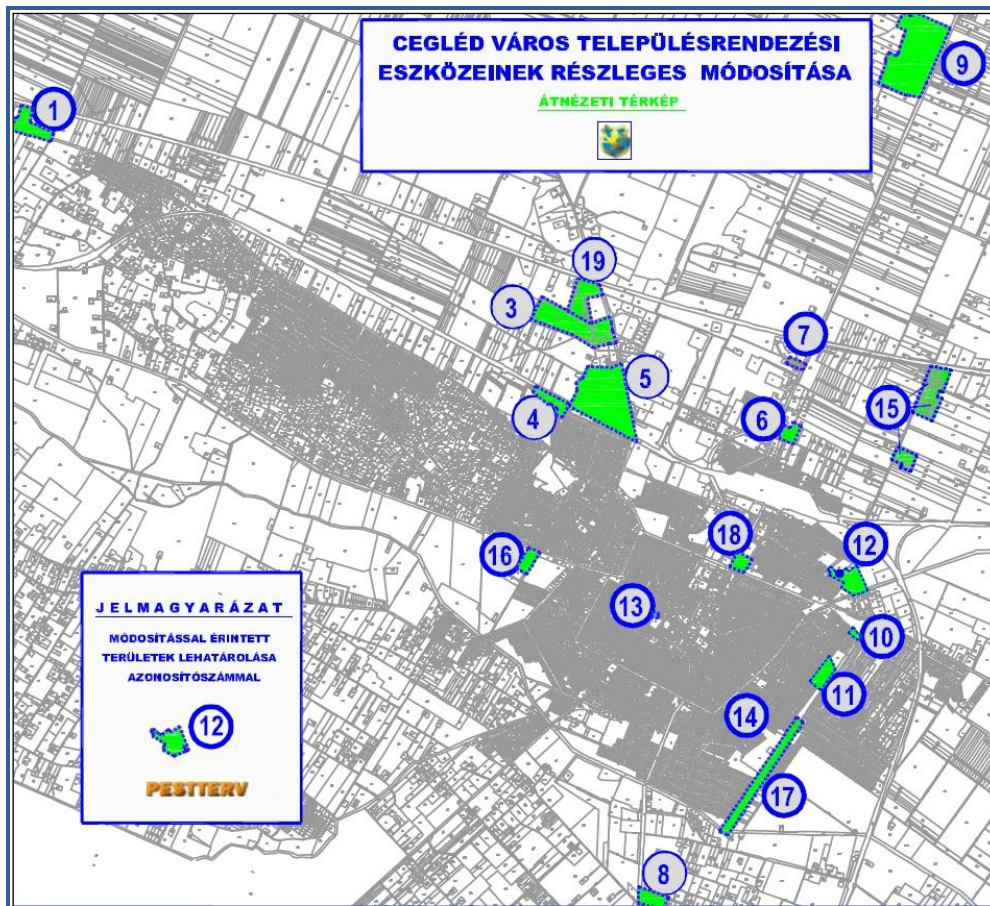 CEGLÉD VÁROS TELEPÜLÉSRENDEZÉSI
ESZKÖZEINEK RÉSZLEGES MÓDOSÍTÁSA
ÁTNÉZETI TÉRKÉP
9
1
19
3
7
5
15
4
6
18
12
16
13
10
11
14
17
8
JELMAGYARÁZAT
MÓDOSÍTÁSSAL ÉRINTETT
TERÜLETEK LEHATÁROLÁSA
AZONOSÍTÓSZÁMMAL
12
PESTTERV